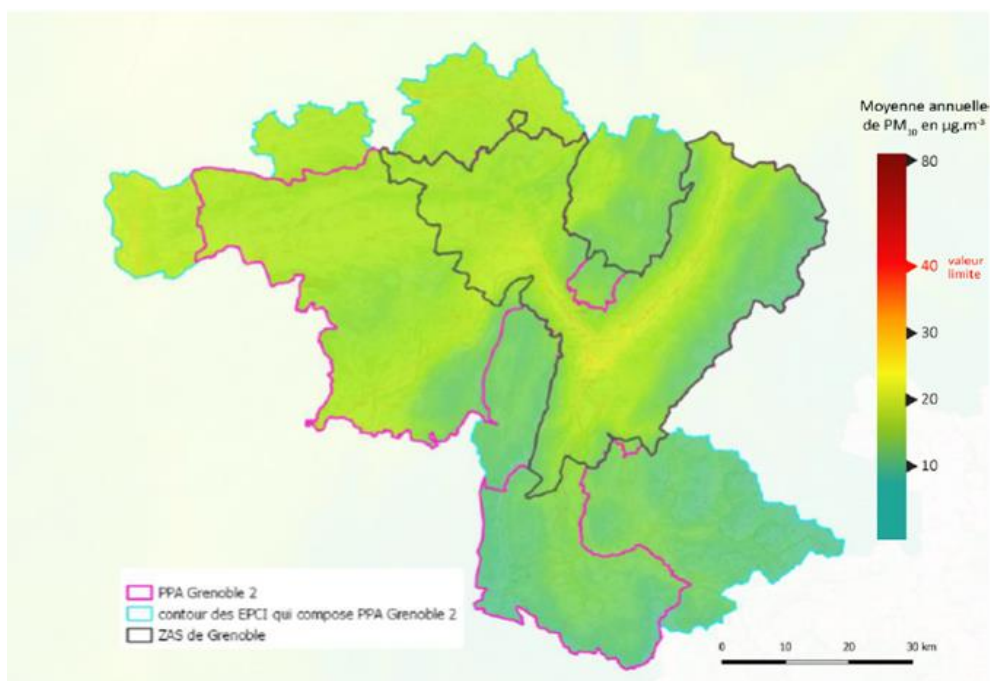 Moyenne annuelle
de PM10 en µg.m-3
80
40 valeur
limite
30
20
10
PPA Grenoble 2
contour des EPCI qui compose PPA Grenoble 2
ZAS de Grenoble
0 10 20 30 km